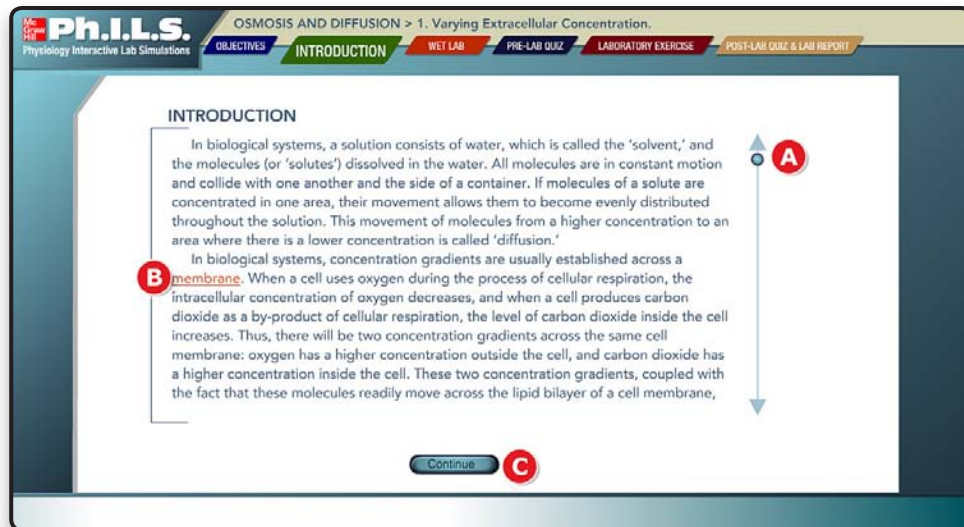 Mc
Graw
Hill
Ph.I.L.S.
Physiology Interactive Lab Simulations
OSMOSIS AND DIFFUSION > 1. Varying Extracellular Concentration.
OBJECTIVES
INTRODUCTION
WET LAB
PRE-LAB QUIZ
LABORATORY EXERCISE
POST-LAB QUIZ & LAB REPORT
INTRODUCTION
In biological systems, a solution consists of water, which is called the 'solvent,' and
the molecules (or 'solutes') dissolved in the water. All molecules are in constant motion
and collide with one another and the side of a container. If molecules of a solute are
concentrated in one area, their movement allows them to become evenly distributed
throughout the solution. This movement of molecules from a higher concentration to an
area where there is a lower concentration is called 'diffusion.'
In biological systems, concentration gradients are usually established across a
membrane. When a cell uses oxygen during the process of cellular respiration, the
intracellular concentration of oxygen decreases, and when a cell produces carbon
dioxide as a by-product of cellular respiration, the level of carbon dioxide inside the cell
increases. Thus, there will be two concentration gradients across the same cell
membrane: oxygen has a higher concentration outside the cell, and carbon dioxide has
a higher concentration inside the cell. These two concentration gradients, coupled with
the fact that these molecules readily move across the lipid bilayer of a cell membrane,
A
B
Continue
C